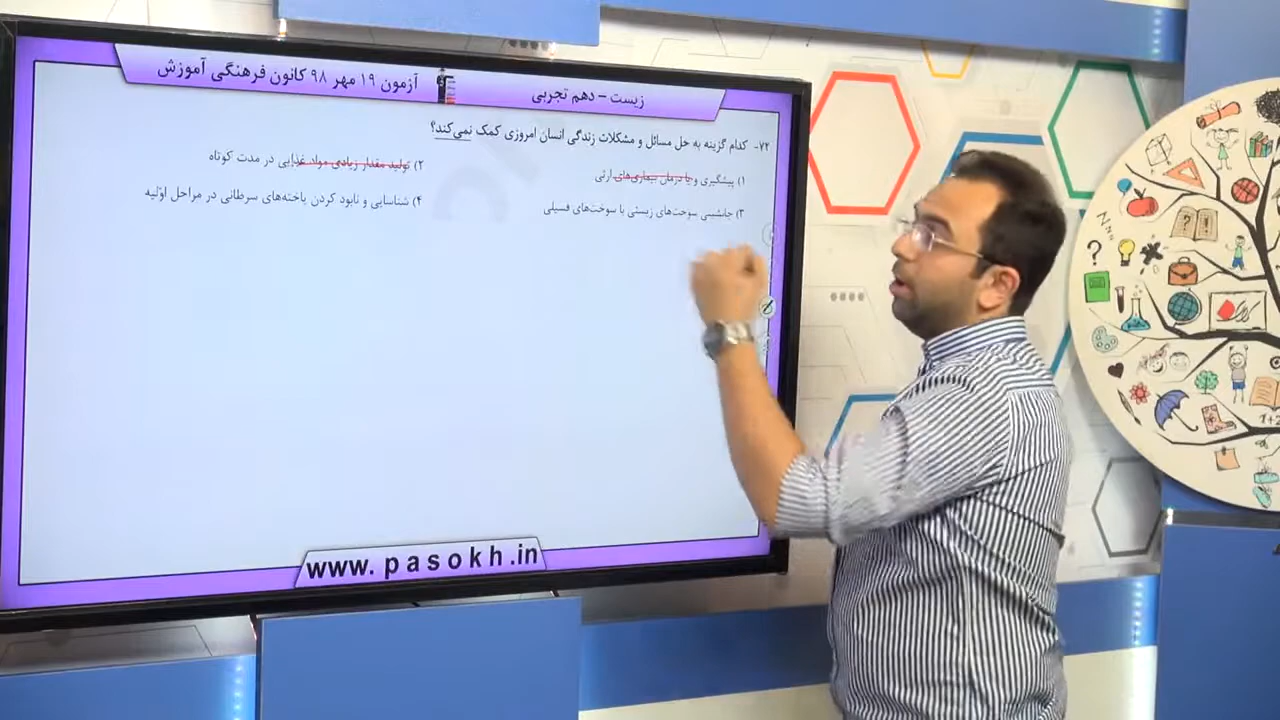 آزمون ۱۹ مهر ۹۸ کانون فرهنگی آموزش
زیست – دهم تجربی
۷۲- کدام گزینه به حل مسائل و مشکلات زندگی انسان امروزی کمک نمی‌کند؟
۱) پیشگیری و یا درمان بیماری‌های ارثی
۲) تولید مقدار زیادی مواد غذایی در مدت کوتاه
۳) جانشینی سوخت‌های زیستی با سوخت‌های فسیلی
۴) شناسایی و نابود کردن یاخته‌های سرطانی در مراحل اولیه
www.pasokh.in